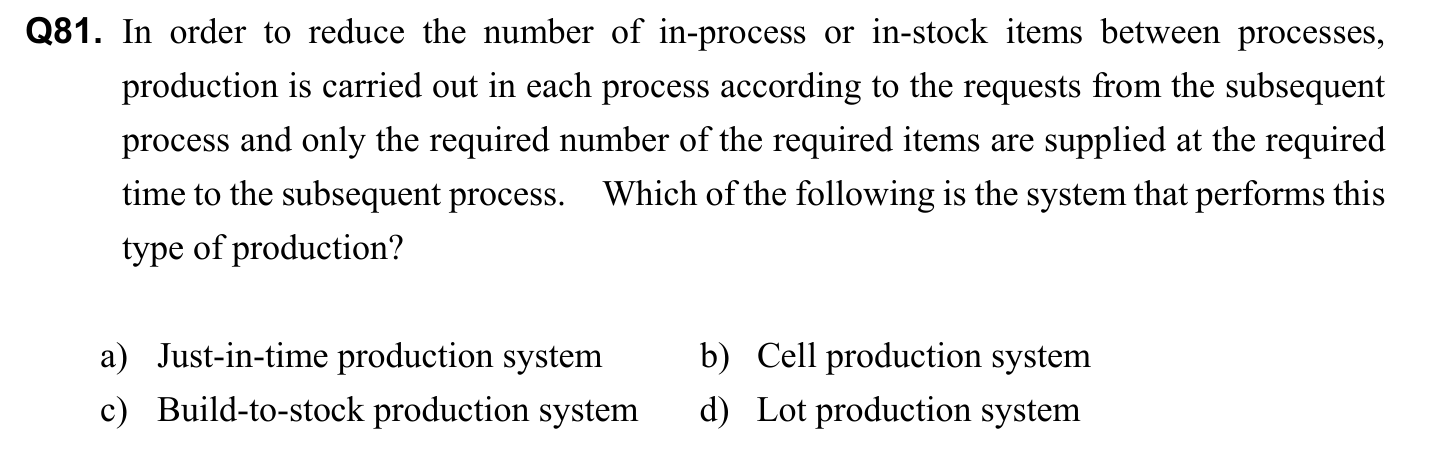 Q81. In order to reduce the number of in-process or in-stock items between processes,
production is carried out in each process according to the requests from the subsequent
process and only the required number of the required items are supplied at the required
time to the subsequent process. Which of the following is the system that performs this
type of production?
a) Just-in-time production system b) Cell production system
c) Build-to-stock production system d) Lot production system